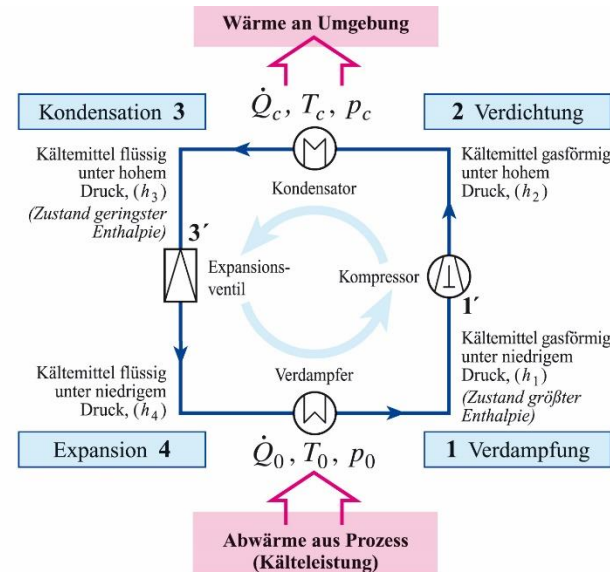 Wärme an Umgebung
Q̇c, Tc, pc
Kondensation 3
2 Verdichtung
Kältemittel flüssig
unter hohem
Druck, (h3)
(Zustand geringster
Enthalpie)
3´
Kondensator
Kältemittel gasförmig
unter hohem
Druck, (h2)
Expansions-
ventil
Kompressor
1´
Kältemittel flüssig
unter niedrigem
Druck, (h4)
Verdampfer
Kältemittel gasförmig
unter niedrigem
Druck, (h1)
(Zustand größter
Enthalpie)
Expansion 4
Q̇0, T0, p0
1 Verdampfung
Abwärme aus Prozess
(Kälteleistung)